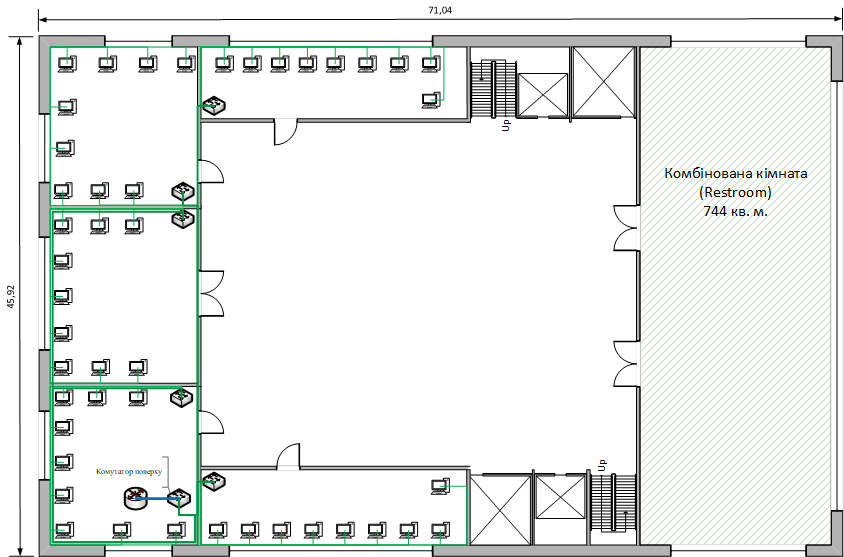 71,04
45,92
Up
Комбінована кімната
(Restroom)
744 кв. м.
Комутатор поверху
Up